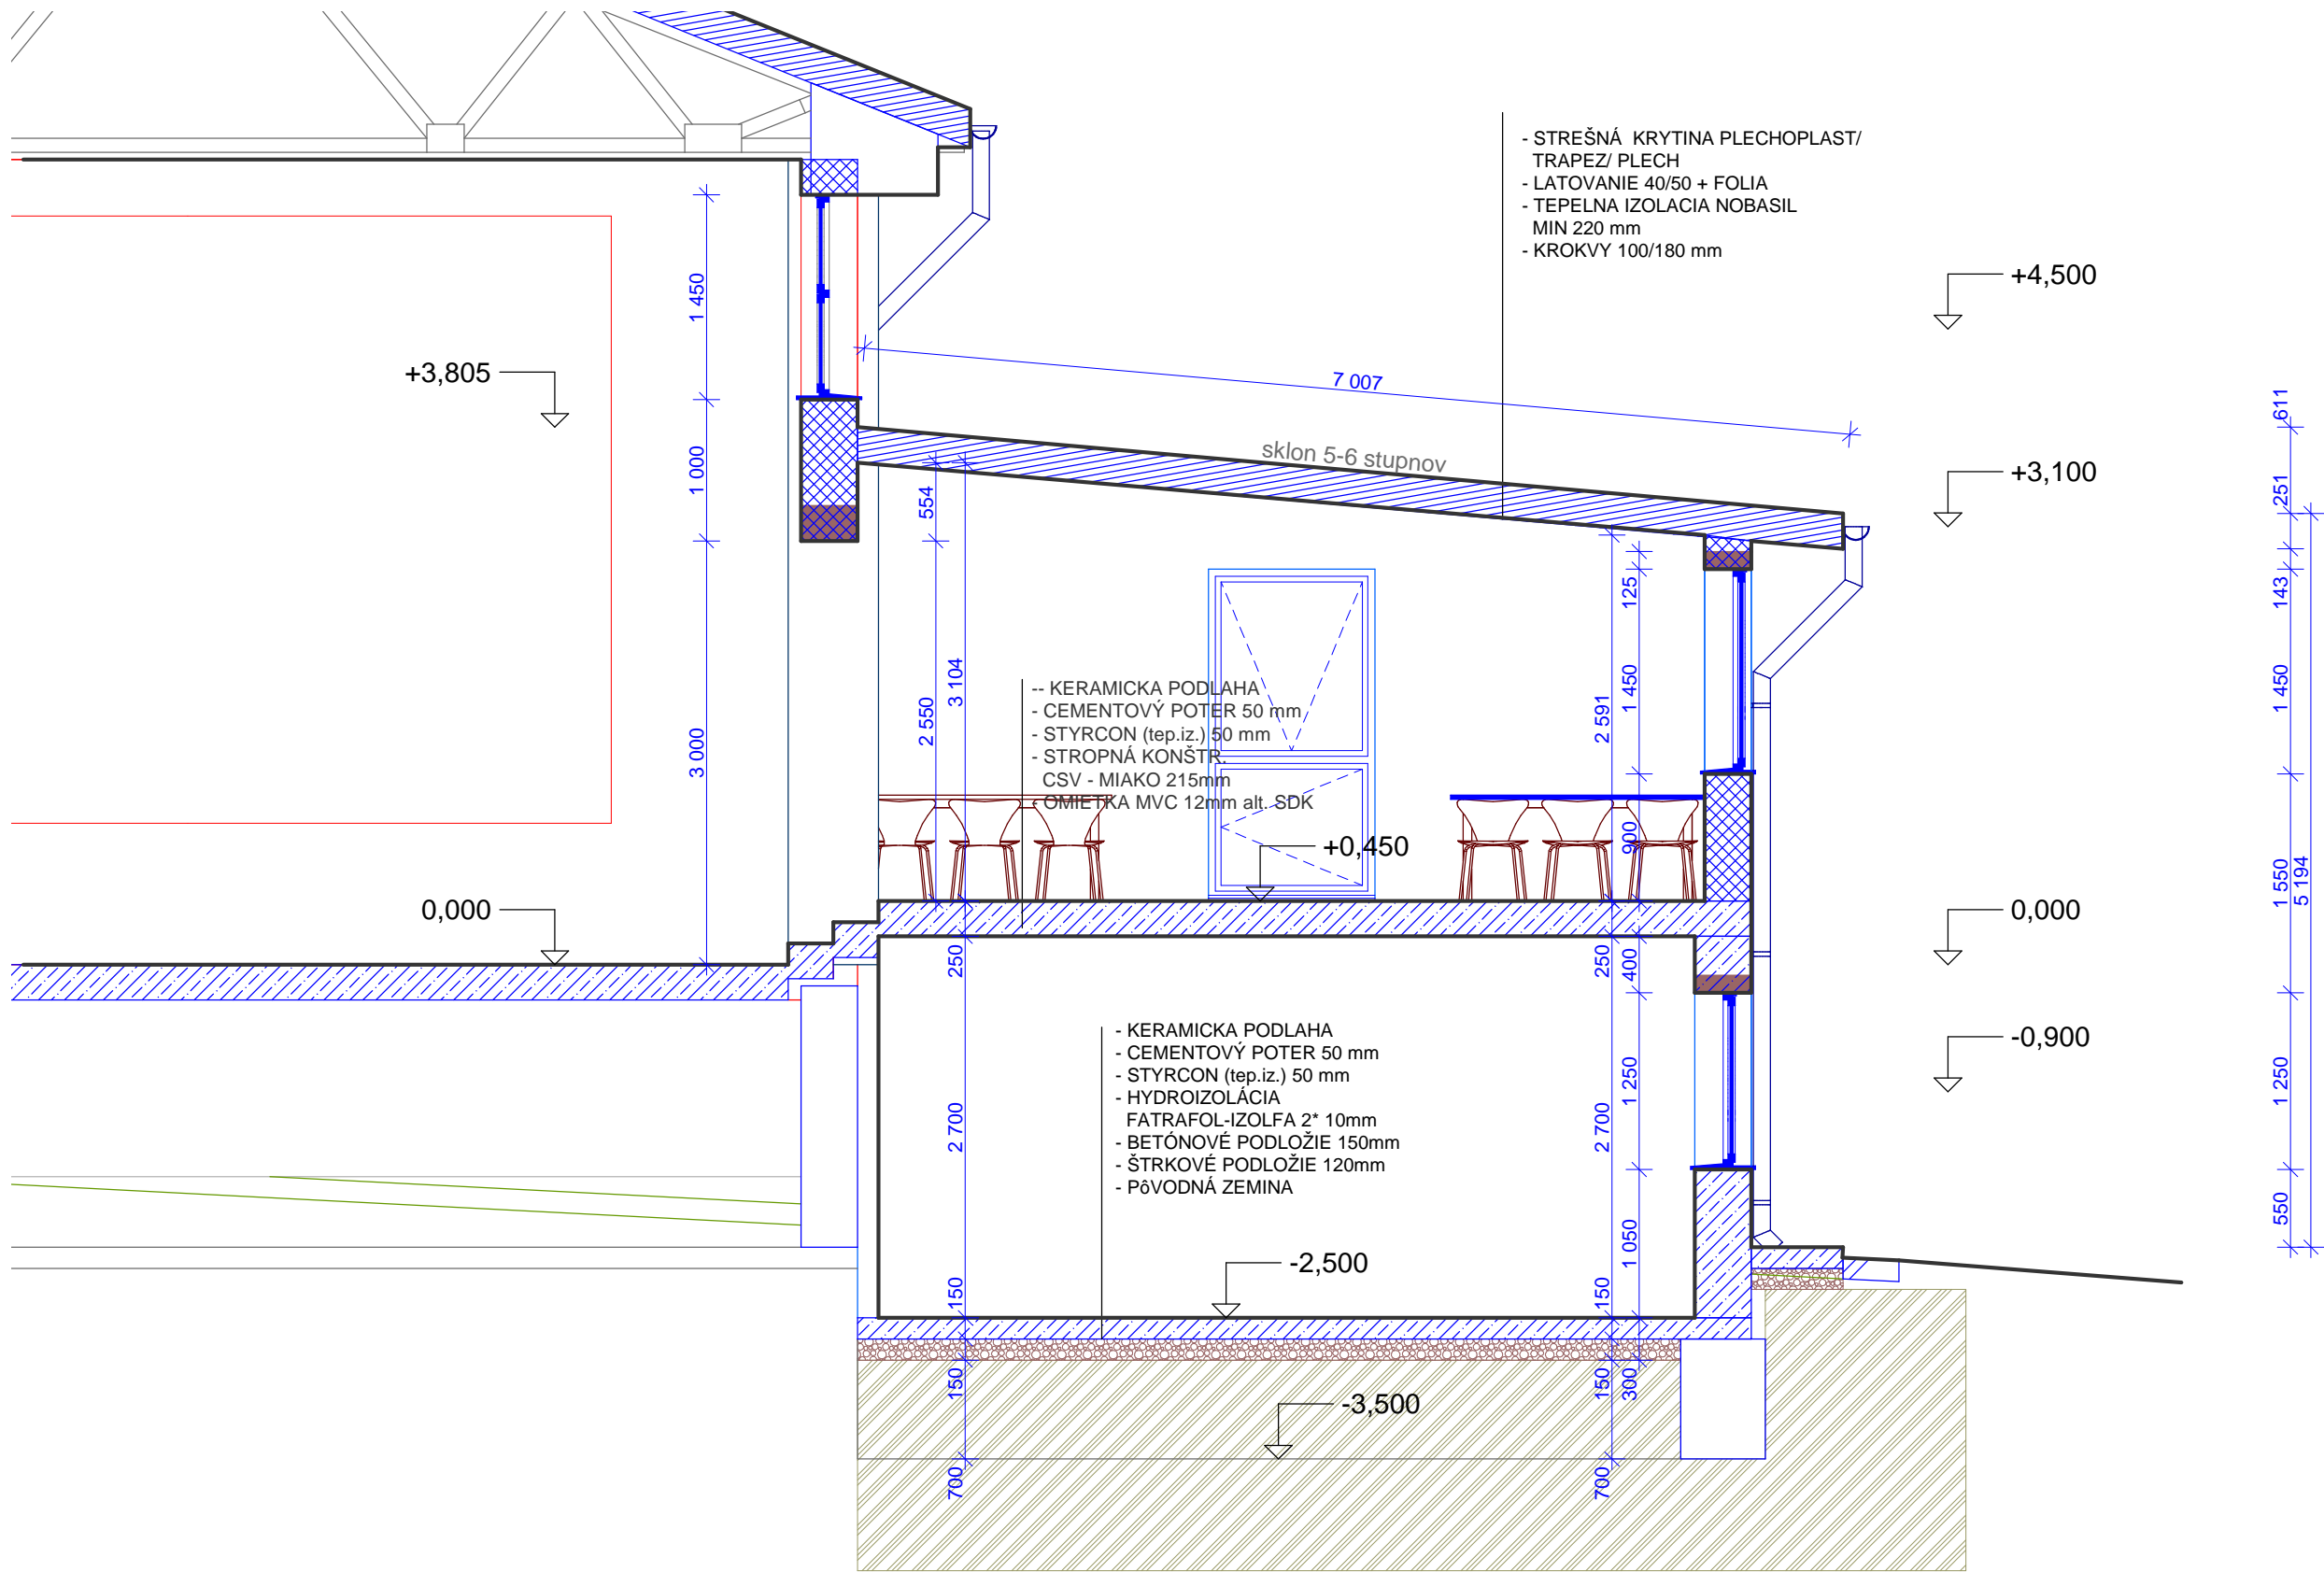 - STREŠNÁ  KRYTINA PLECHOPLAST/
TRAPEZ/ PLECH
- LATOVANIE 40/50 + FOLIA
- TEPELNA IZOLACIA NOBASIL
MIN 220 mm
- KROKVY 100/180 mm
+4,500
1 450
+3,805
7 007
611
sklon 5-6 stupnov
+3,100
1 000
554
251
125
143
3 104
2 550
3 000
2 591
1 450
1 450
-- KERAMICKA PODLAHA
- CEMENTOVÝ POTER 50 mm
- STYRCON (tep.iz.) 50 mm
- STROPNÁ KONŠTR.
CSV - MIAKO 215mm
- OMIETKA MVC 12mm alt. SDK
+0,450
900
1 550
5 194
0,000
0,000
250
250
400
- KERAMICKA PODLAHA
- CEMENTOVÝ POTER 50 mm
- STYRCON (tep.iz.) 50 mm
- HYDROIZOLÁCIA
FATRAFOL-IZOLFA 2* 10mm
- BETÓNOVÉ PODLOŽIE 150mm
- ŠTRKOVÉ PODLOŽIE 120mm
- PôVODNÁ ZEMINA
-0,900
2 700
2 700
1 250
1 250
550
1 050
-2,500
150
150
150
150
300
-3,500
700
700